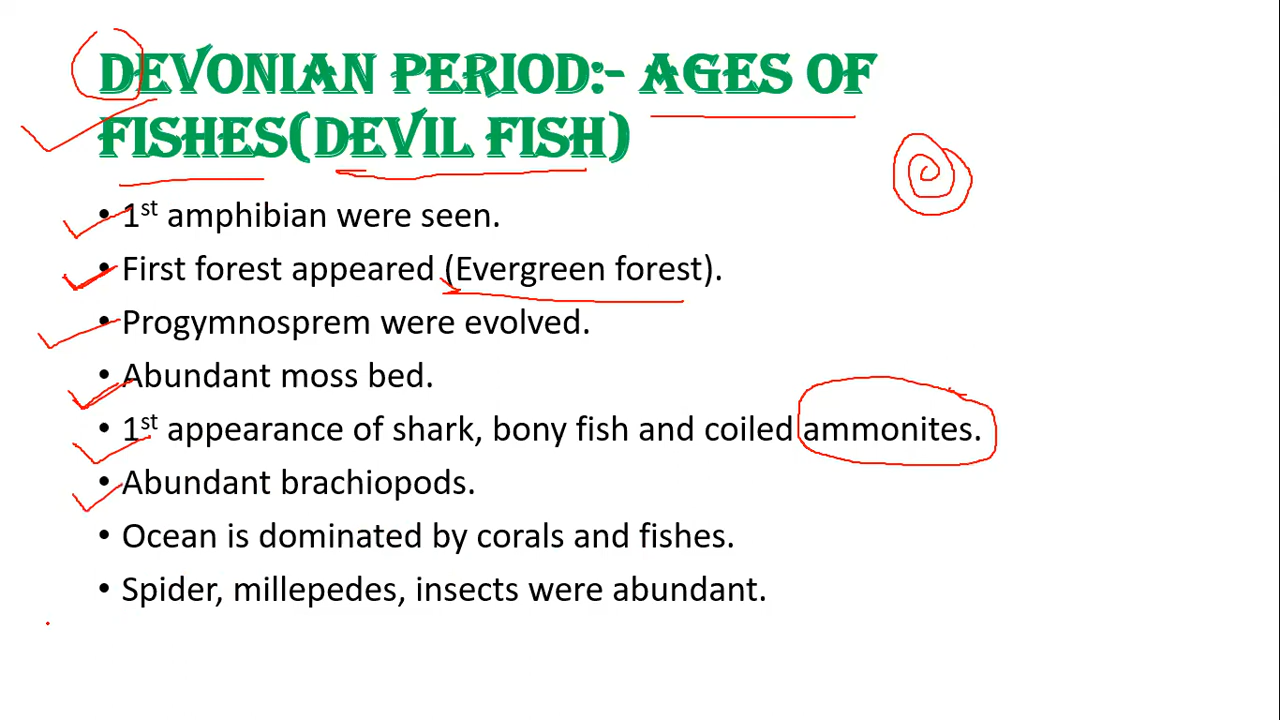 DEVONIAN PERIOD:- AGES OF
FISHES(DEVIL FISH)
• 1st amphibian were seen.
• First forest appeared (Evergreen forest).
• Progymnosprem were evolved.
• Abundant moss bed.
• 1st appearance of shark, bony fish and coiled ammonites.
• Abundant brachiopods.
• Ocean is dominated by corals and fishes.
• Spider, millepedes, insects were abundant.